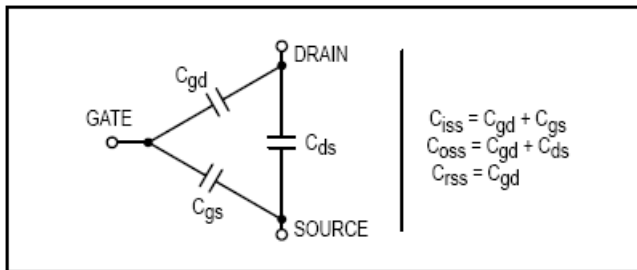 DRAIN
Cgd
GATE
Cds
Cgs
SOURCE
Ciss = Cgd + Cgs
Coss = Cgd + Cds
Crss = Cgd